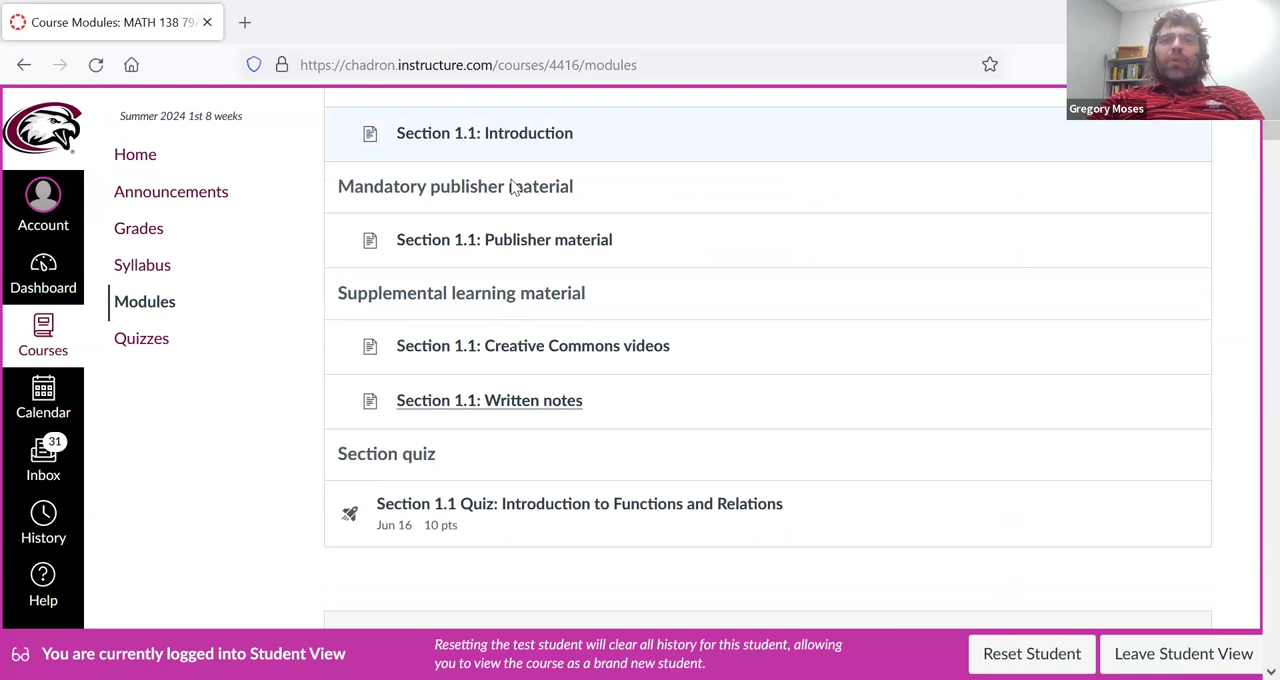 Course Modules: MATH 138 79
https://chadron.instructure.com/courses/4416/modules
Gregory Moses
Summer 2024 1st 8 weeks
Home
Announcements
Grades
Syllabus
Modules
Quizzes
Account
Dashboard
Courses
Calendar
31
Inbox
History
Help
Section 1.1: Introduction
Mandatory publisher material
Section 1.1: Publisher material
Supplemental learning material
Section 1.1: Creative Commons videos
Section 1.1: Written notes
Section quiz
Section 1.1 Quiz: Introduction to Functions and Relations
Jun 16 10 pts
You are currently logged into Student View
Resetting the test student will clear all history for this student, allowing
you to view the course as a brand new student.
Reset Student
Leave Student View